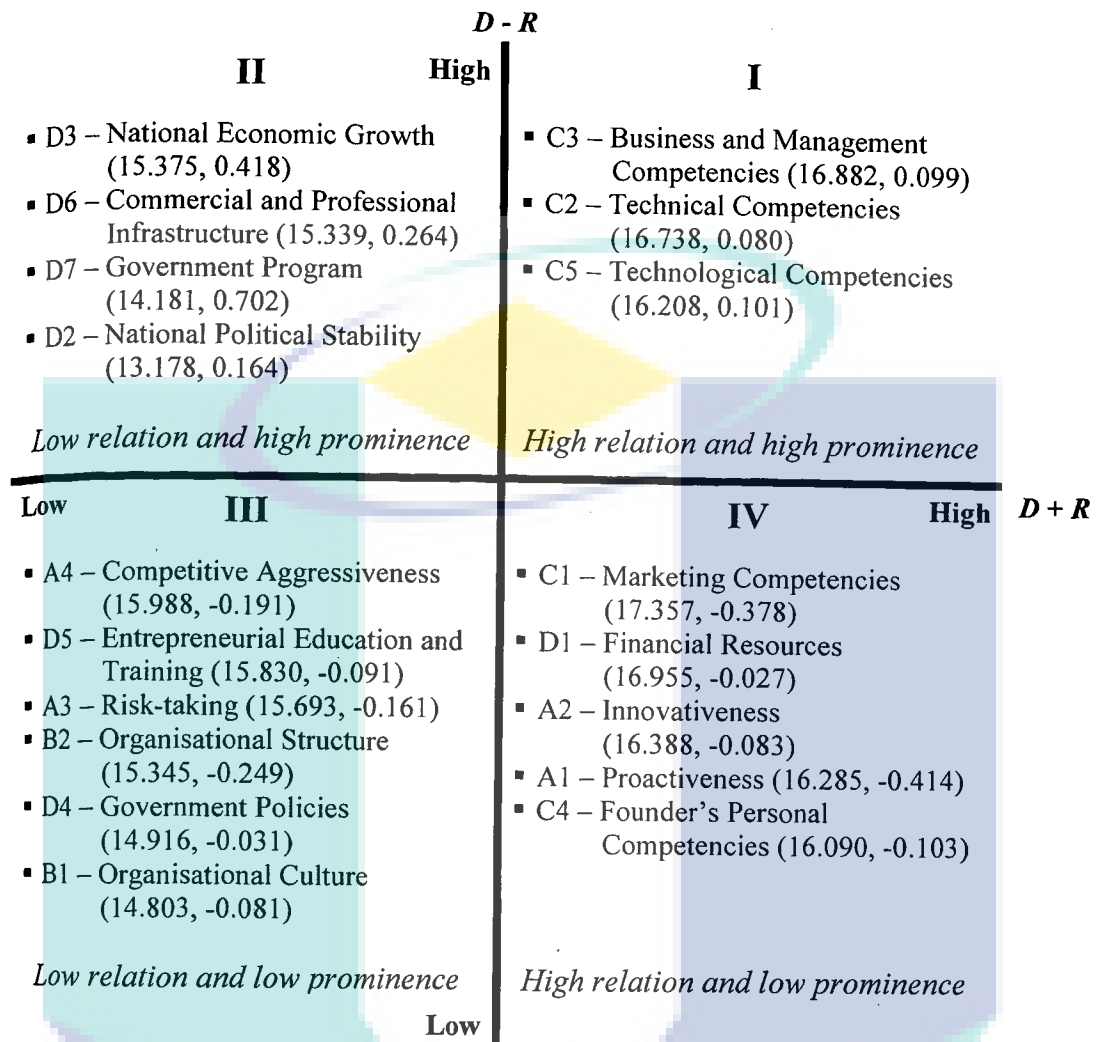 D - R
II
High
I
▪ D3 – National Economic Growth
(15.375, 0.418)
▪ D6 – Commercial and Professional
Infrastructure (15.339, 0.264)
▪ D7 – Government Program
(14.181, 0.702)
▪ D2 – National Political Stability
(13.178, 0.164)
Low relation and high prominence
▪ C3 – Business and Management
Competencies (16.882, 0.099)
▪ C2 – Technical Competencies
(16.738, 0.080)
▪ C5 – Technological Competencies
(16.208, 0.101)
High relation and high prominence
Low
III
IV
High
D + R
▪ A4 – Competitive Aggressiveness
(15.988, -0.191)
▪ D5 – Entrepreneurial Education and
Training (15.830, -0.091)
▪ A3 – Risk-taking (15.693, -0.161)
▪ B2 – Organisational Structure
(15.345, -0.249)
▪ D4 – Government Policies
(14.916, -0.031)
▪ B1 – Organisational Culture
(14.803, -0.081)
Low relation and low prominence
▪ C1 – Marketing Competencies
(17.357, -0.378)
▪ D1 – Financial Resources
(16.955, -0.027)
▪ A2 – Innovativeness
(16.388, -0.083)
▪ A1 – Proactiveness (16.285, -0.414)
▪ C4 – Founder's Personal
Competencies (16.090, -0.103)
High relation and low prominence
Low